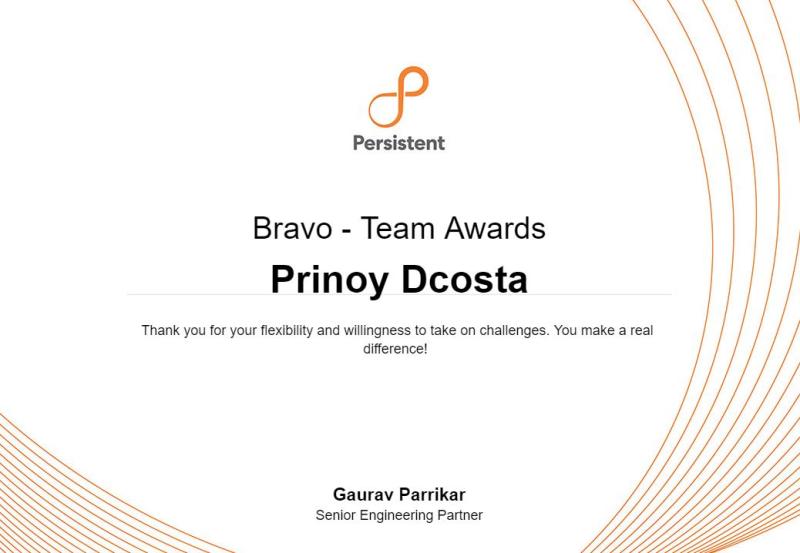 Persistent
Bravo - Team Awards
Prinoy Dcosta
Thank you for your flexibility and willingness to take on challenges. You make a real
difference!
Gaurav Parrikar
Senior Engineering Partner